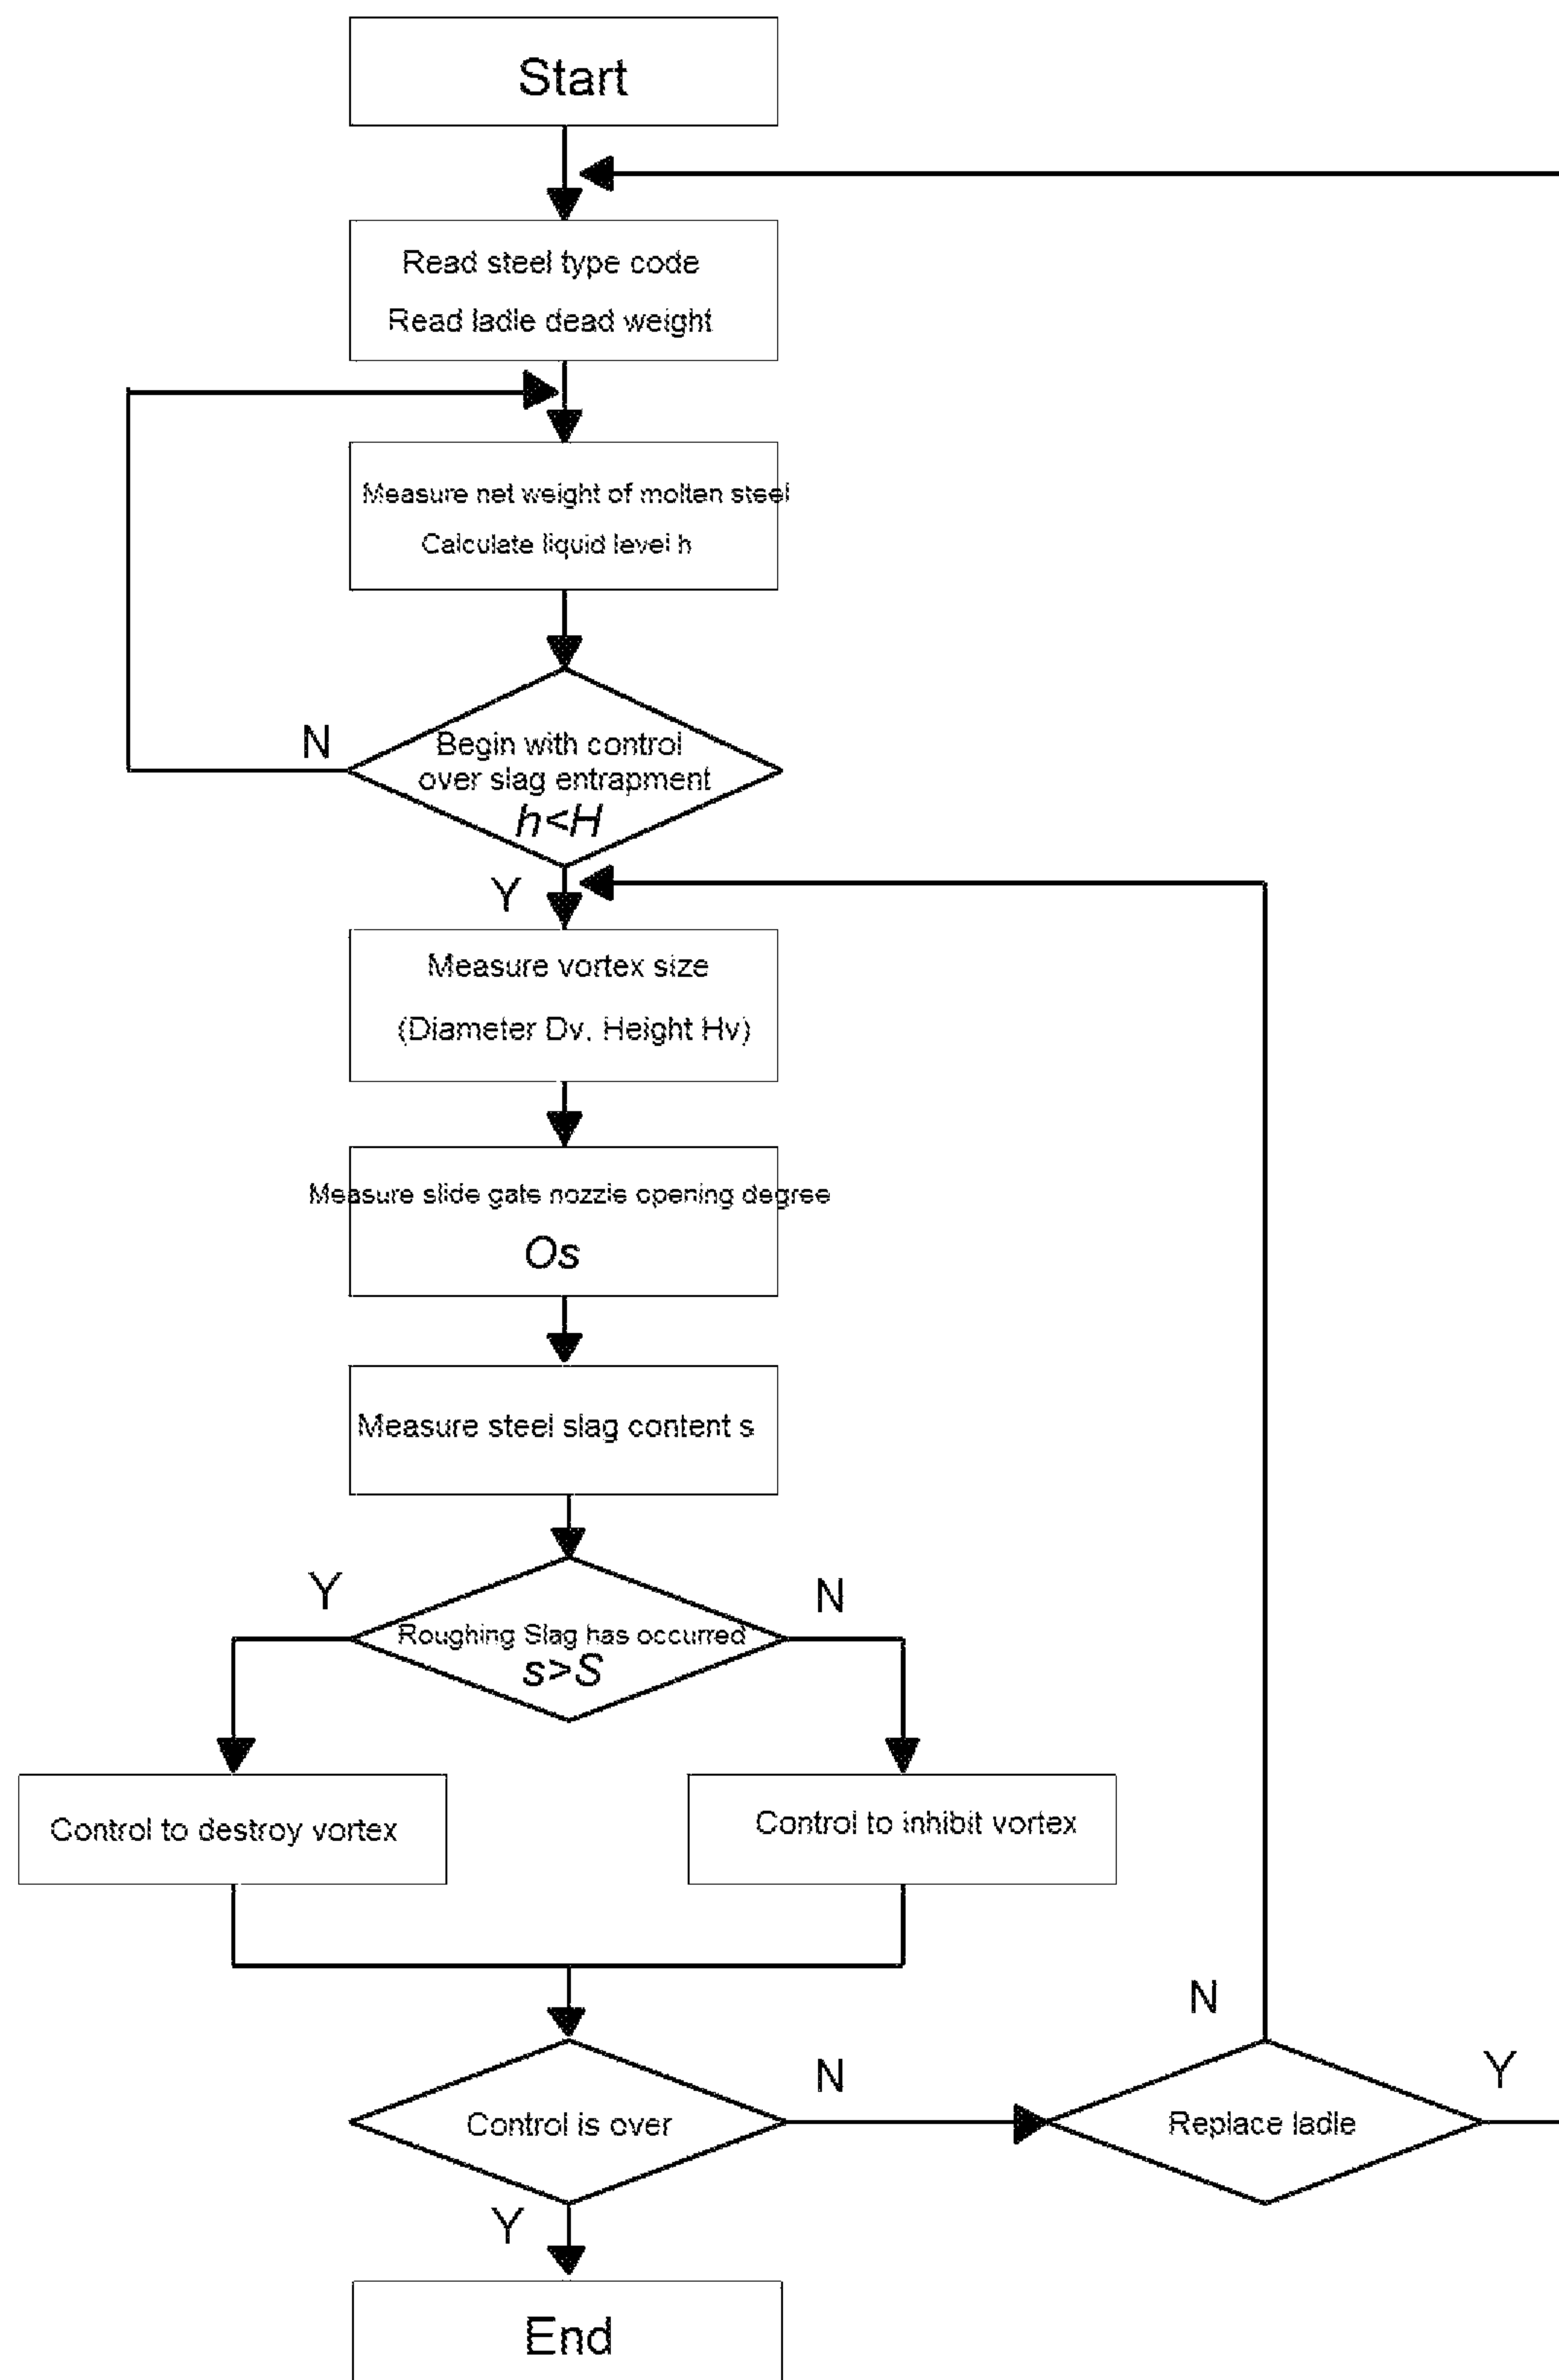 Start
Read steel type code
Read ladle dead weight
Measure net weight of molten steel
Calculate liquid level h
N
Begin with control
over slag entrapment
h<H
Y
Measure vortex size
(Diameter Dv, Height Hv)
Measure slide gate nozzle opening degree
Os
Measure steel slag content s
Y
N
Roughing Slag has occurred
s>S
Control to destroy vortex
Control to inhibit vortex
N
N
Y
Control is over
Replace ladle
Y
End